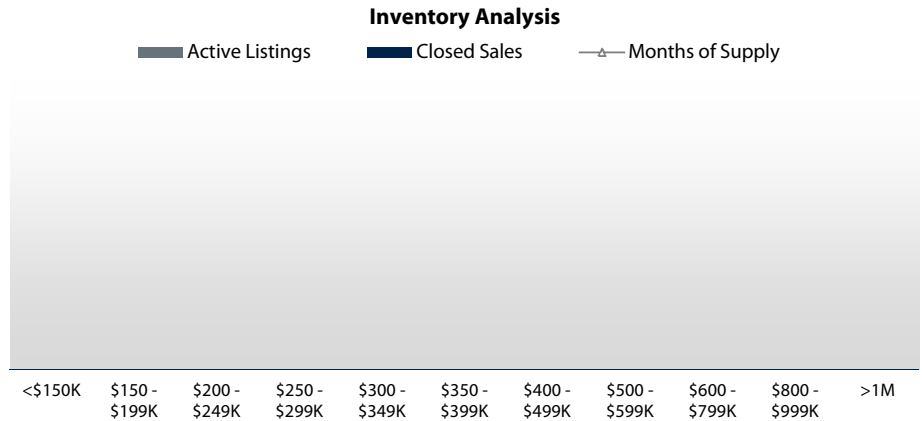 Inventory Analysis
Active Listings Closed Sales Months of Supply
<$150K $150 - $200 - $250 - $300 - $350 - $400 - $500 - $600 - $800 - >1M
$199K $249K $299K $349K $399K $499K $599K $799K $999K